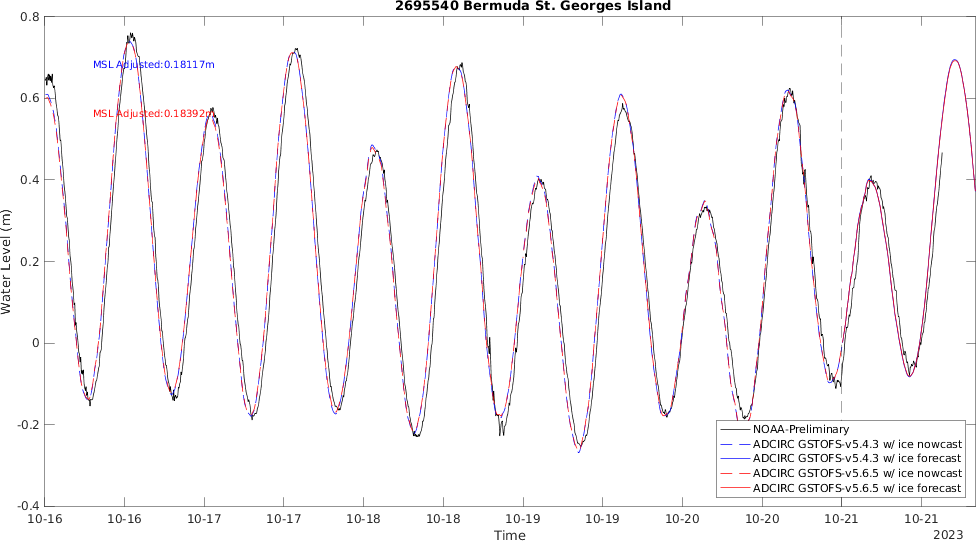 2695540 Bermuda St. Georges Island
0.8
MSL Adjusted:0.18117m
0.6
MSL Adjusted:0.18392m
0.4
0.2
0
-0.2
-0.4
Water Level (m)
NOAA-Preliminary
ADCIRC GSTOFS-v5.4.3 w/ ice nowcast
ADCIRC GSTOFS-v5.4.3 w/ ice forecast
ADCIRC GSTOFS-v5.6.5 w/ ice nowcast
ADCIRC GSTOFS-v5.6.5 w/ ice forecast
10-16 10-16 10-17 10-17 10-18 10-18 10-19 10-19 10-20 10-20 10-21 10-21
Time
2023